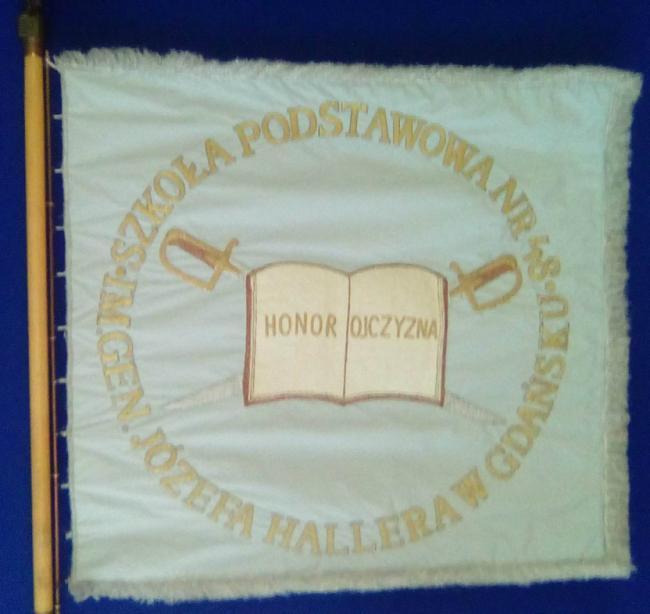 SZKOŁA PODSTAWOWA NR 48
IM GEN. JÓZEFA HALLERA W GDAŃSKU
HONOR OJCZYZNA